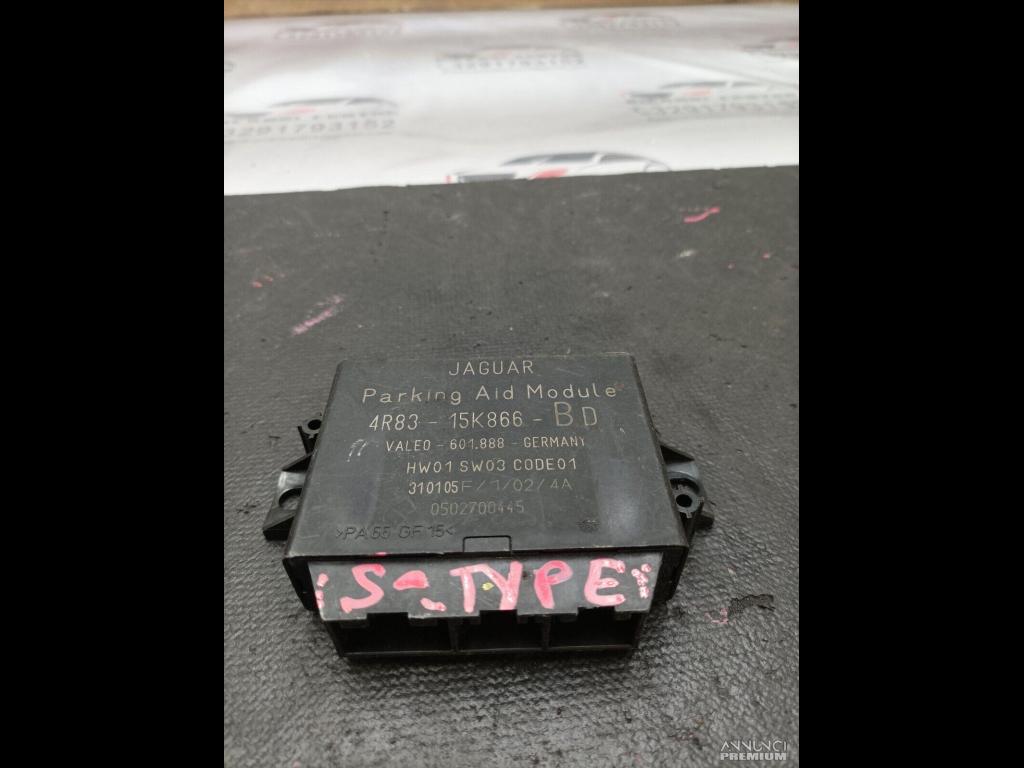 3291793152
JAGUAR
Parking Aid Module
4R83 - 15K866 - BD
VALEO - 601.888 - GERMANY
HW01 SW03 CODE01
310105F/1/02/4A
0502700445
>PA 66 GF 15<
S-TYPE
ANNUNCI
PREMIUM